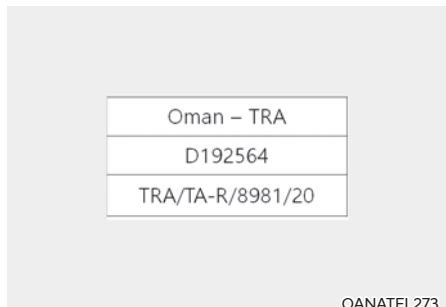 Oman – TRA
D192564
TRA/TA-R/8981/20
OANATEL273